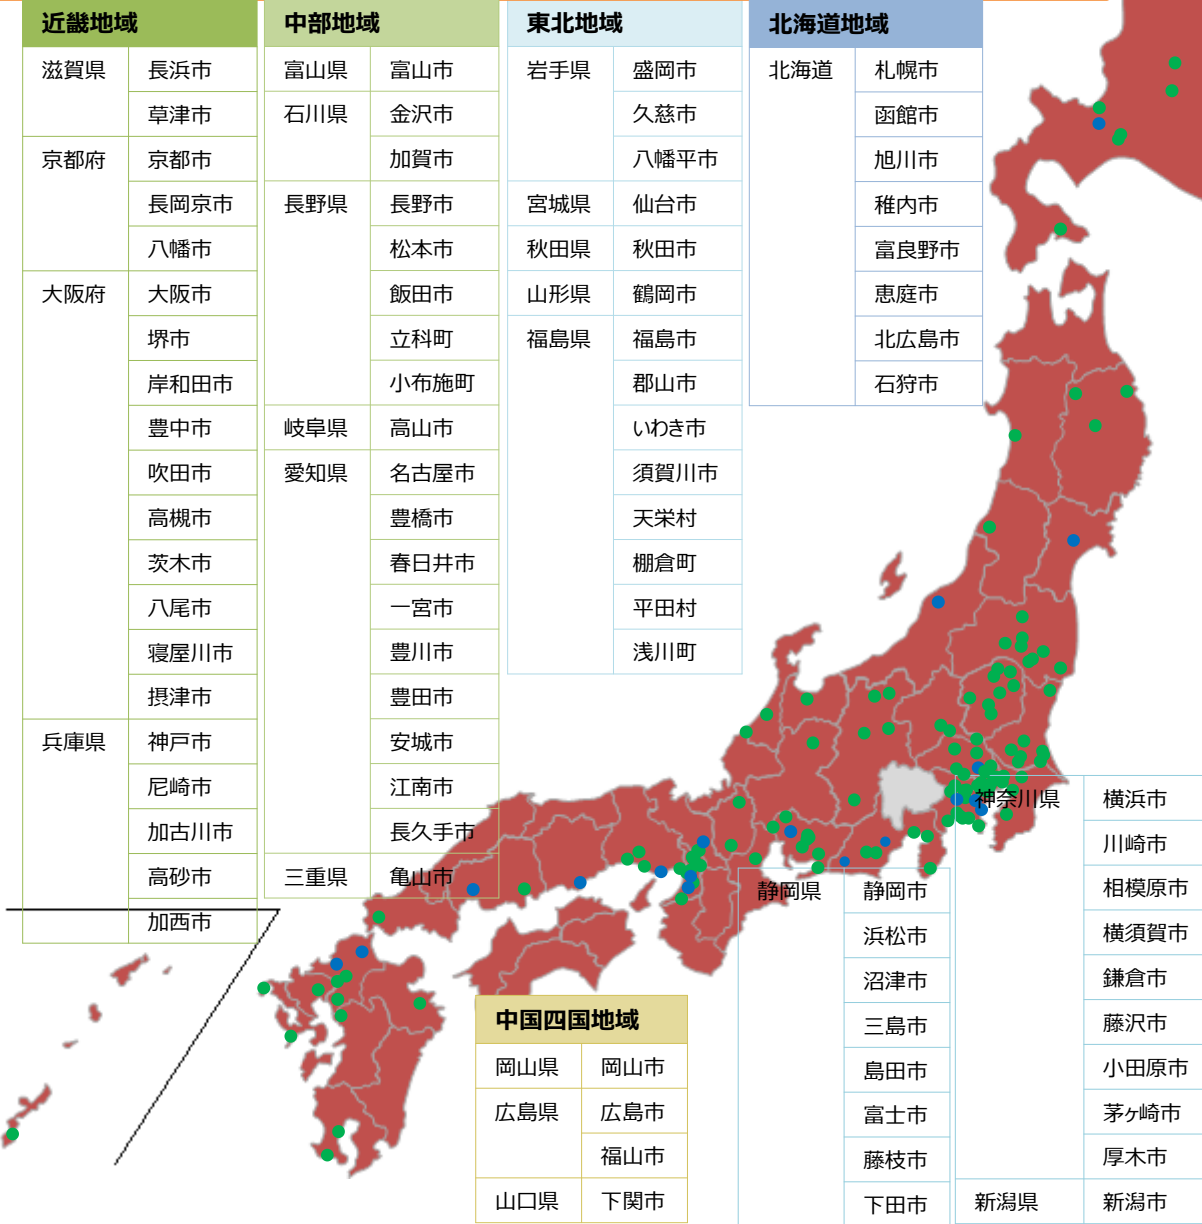 近畿地域
滋賀県 長浜市
草津市
京都府 京都市
長岡京市
八幡市
大阪府 大阪市
堺市
岸和田市
豊中市
吹田市
高槻市
茨木市
八尾市
寝屋川市
摂津市
兵庫県 神戸市
尼崎市
加古川市
高砂市
加西市
中部地域
富山県 富山市
石川県 金沢市
加賀市
長野県 長野市
松本市
飯田市
立科町
小布施町
岐阜県 高山市
愛知県 名古屋市
豊橋市
春日井市
一宮市
豊川市
豊田市
安城市
江南市
長久手市
三重県 亀山市
東北地域
岩手県 盛岡市
久慈市
八幡平市
宮城県 仙台市
秋田県 秋田市
山形県 鶴岡市
福島県 福島市
郡山市
いわき市
須賀川市
天栄村
棚倉町
平田村
浅川町
北海道地域
北海道 札幌市
函館市
旭川市
稚内市
富良野市
恵庭市
北広島市
石狩市
中国四国地域
岡山県 岡山市
広島県 広島市
福山市
山口県 下関市
静岡県 静岡市
浜松市
沼津市
三島市
島田市
富士市
藤枝市
下田市
神奈川県 横浜市
川崎市
相模原市
横須賀市
鎌倉市
藤沢市
小田原市
茅ヶ崎市
厚木市
新潟県 新潟市